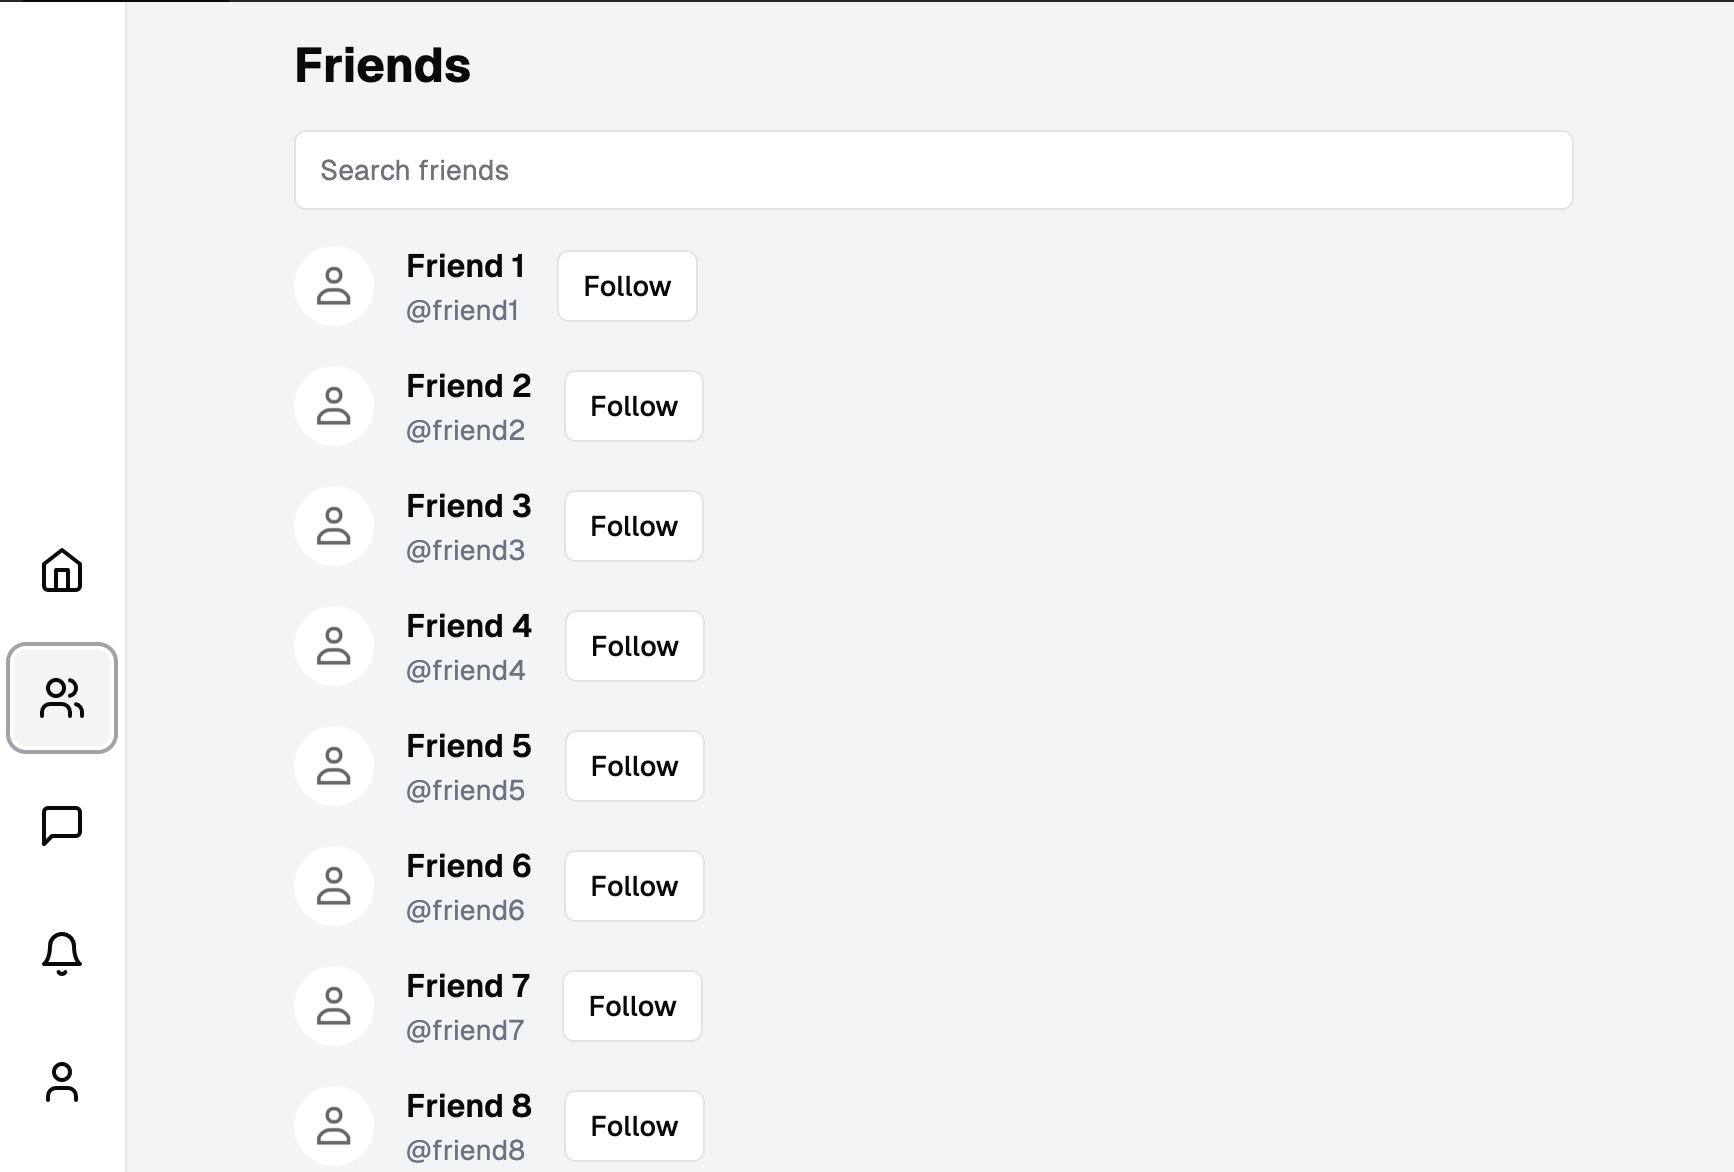 Friends
Search friends
Friend 1
@friend1
Follow
Friend 2
@friend2
Follow
Friend 3
@friend3
Follow
Friend 4
@friend4
Follow
Friend 5
@friend5
Follow
Friend 6
@friend6
Follow
Friend 7
@friend7
Follow
Friend 8
@friend8
Follow